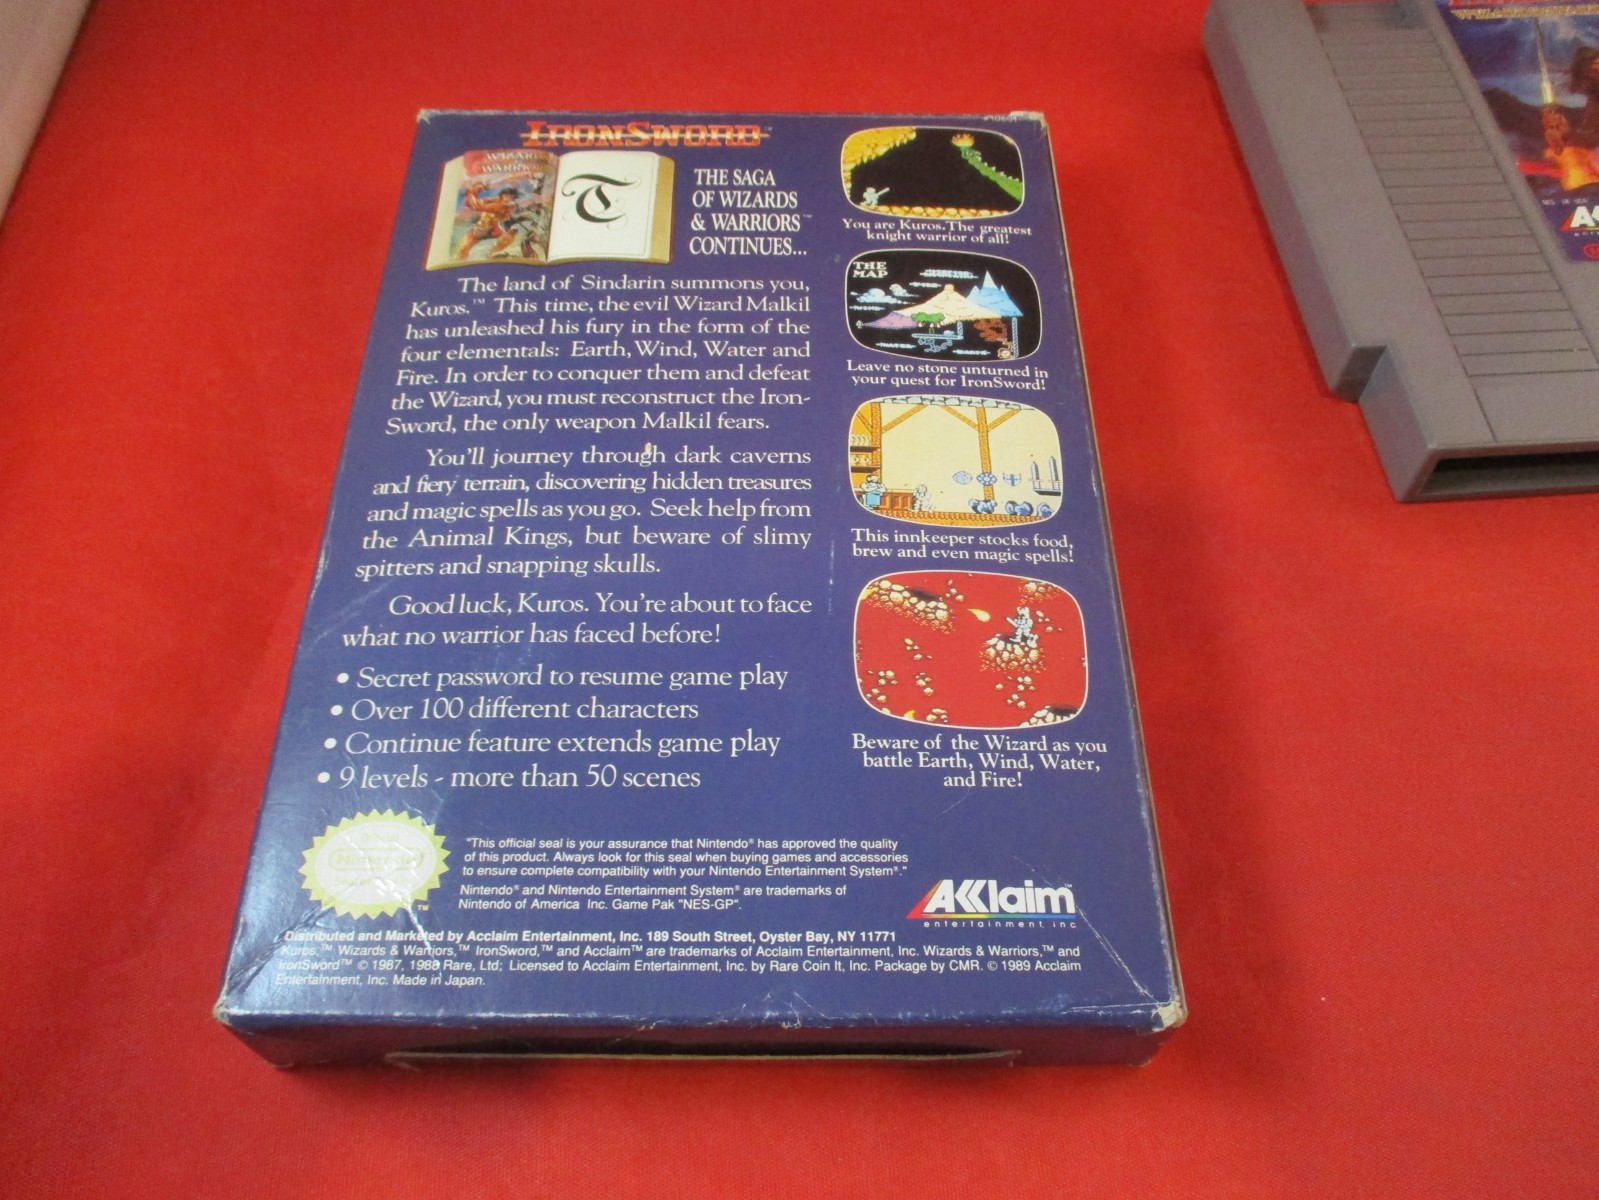 IRONSWORD™
WIZARDS
WARRIORS
T
THE SAGA
OF WIZARDS
& WARRIORS™
CONTINUES...
The land of Sindarin summons you,
Kuros.™ This time, the evil Wizard Malkil
has unleashed his fury in the form of the
four elementals: Earth, Wind, Water and
Fire. In order to conquer them and defeat
the Wizard, you must reconstruct the Iron-
Sword, the only weapon Malkil fears.
You'll journey through dark caverns
and fiery terrain, discovering hidden treasures
and magic spells as you go. Seek help from
the Animal Kings, but beware of slimy
spitters and snapping skulls.
Good luck, Kuros. You're about to face
what no warrior has faced before!
• Secret password to resume game play
• Over 100 different characters
• Continue feature extends game play
• 9 levels - more than 50 scenes
You are Kuros. The greatest
knight warrior of all!
THE
MAP
Leave no stone unturned in
your quest for IronSword!
This innkeeper stocks food,
brew and even magic spells!
Beware of the Wizard as you
battle Earth, Wind, Water,
and Fire!
Official
Nintendo
™
"This official seal is your assurance that Nintendo® has approved the quality
of this product. Always look for this seal when buying games and accessories
to ensure complete compatibility with your Nintendo Entertainment System®."
Nintendo® and Nintendo Entertainment System® are trademarks of
Nintendo of America Inc. Game Pak "NES-GP".
AKKlaim™
entertainment inc
Distributed and Marketed by Acclaim Entertainment, Inc. 189 South Street, Oyster Bay, NY 11771
Kuros,™ Wizards & Warriors,™ IronSword,™ and Acclaim™ are trademarks of Acclaim Entertainment, Inc. Wizards & Warriors,™ and
IronSword™ © 1987, 1988 Rare, Ltd; Licensed to Acclaim Entertainment, Inc. by Rare Coin It, Inc. Package by CMR. © 1989 Acclaim
Entertainment, Inc. Made in Japan.